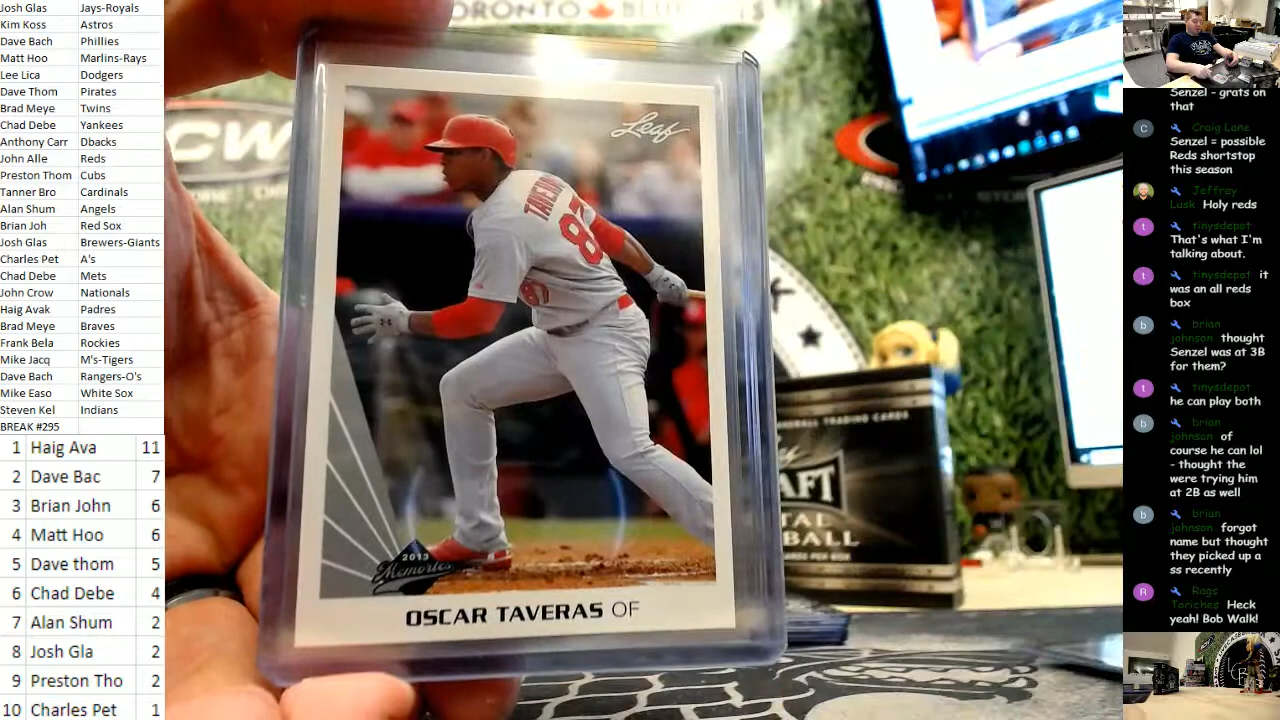 Josh Glas Jays-Royals
Kim Koss Astros
Dave Bach Phillies
Matt Hoo Marlins-Rays
Lee Lica Dodgers
Dave Thom Pirates
Brad Meye Twins
Chad Debe Yankees
Anthony Carr Dbacks
John Alle Reds
Preston Thom Cubs
Tanner Bro Cardinals
Alan Shum Angels
Brian Joh Red Sox
Josh Glas Brewers-Giants
Charles Pet A's
Chad Debe Mets
John Crow Nationals
Haig Avak Padres
Brad Meye Braves
Frank Bela Rockies
Mike Jacq M's-Tigers
Dave Bach Rangers-O's
Mike Easo White Sox
Steven Kel Indians
BREAK #295
1 Haig Ava 11
2 Dave Bac 7
3 Brian John 6
4 Matt Hoo 6
5 Dave thom 5
6 Chad Debe 4
7 Alan Shum 2
8 Josh Gla 2
9 Preston Tho 2
10 Charles Pet 1
TORONTO BLUE
CW
Leaf
TAVERAS
87
87
2013
Memories
OSCAR TAVERAS OF
TRADING CARDS
Senzel - grats on
that
C Craig Lane
Senzel = possible
Reds shortstop
this season
Jeffrey
Lusk Holy reds
t tinysdepot
That's what I'm
talking about.
t tinysdepot it
was an all reds
box
b brian
johnson thought
Senzel was at 3B
for them?
t tinysdepot
he can play both
b brian
johnson of
course he can lol
- thought the
were trying him
at 2B as well
b brian
johnson forgot
name but thought
they picked up a
ss recently
R Rags
Toriches Heck
yeah! Bob Walk!